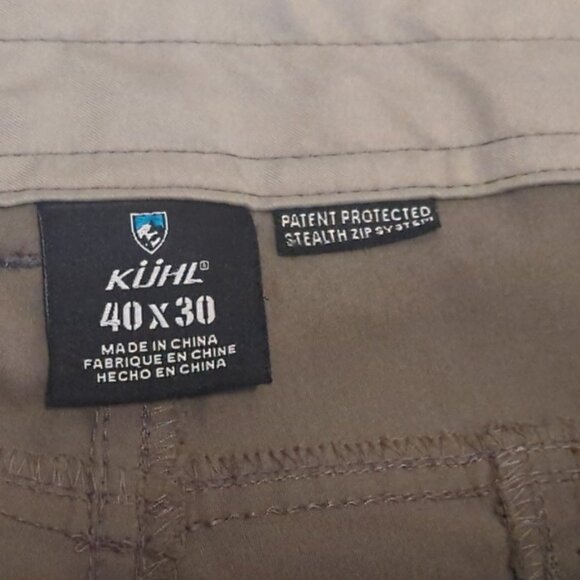 KÜHL
40 X 30
MADE IN CHINA
FABRIQUE EN CHINE
HECHO EN CHINA
PATENT PROTECTED
STEALTH ZIP SYSTEM